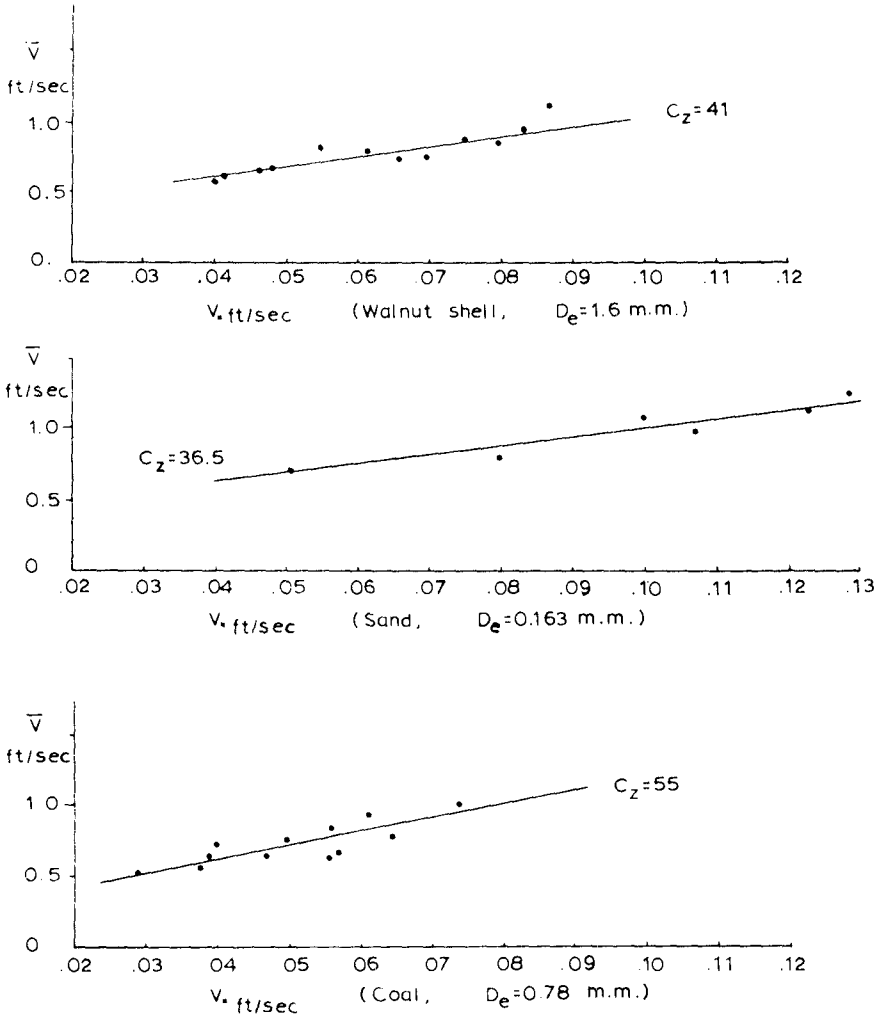 V̅
ft/sec
1.0
0.5
0.
C_z=41
.02 .03 .04 .05 .06 .07 .08 .09 .10 .11 .12
V* ft/sec (Walnut shell, D_e=1.6 m.m.)
V̅
ft/sec
1.0
0.5
0
C_z=36.5
.02 .03 .04 .05 .06 .07 .08 .09 .10 .11 .12 .13
V* ft/sec (Sand, D_e=0.163 m.m.)
V̅
ft/sec
1 0
0.5
0
C_z=55
.02 .03 .04 05 .06 .07 08 .09 .10 .11 .12
V* ft/sec (Coal, D_e=0.78 m.m.)